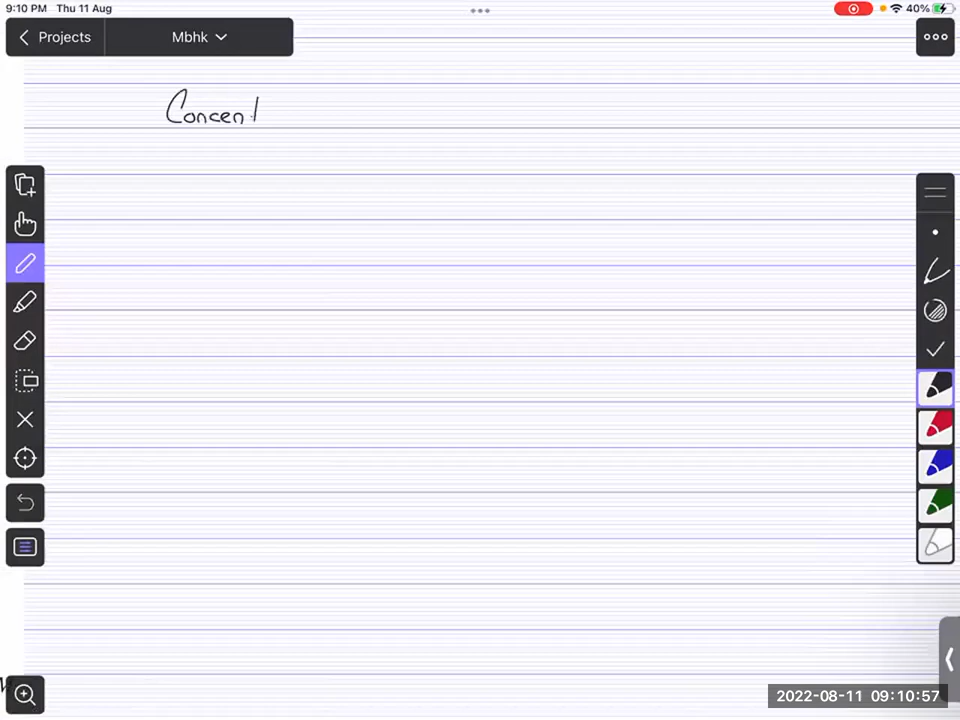 9:10 PM Thu 11 Aug
40%
Projects
Mbhk
Concent
2022-08-11 09:10:57